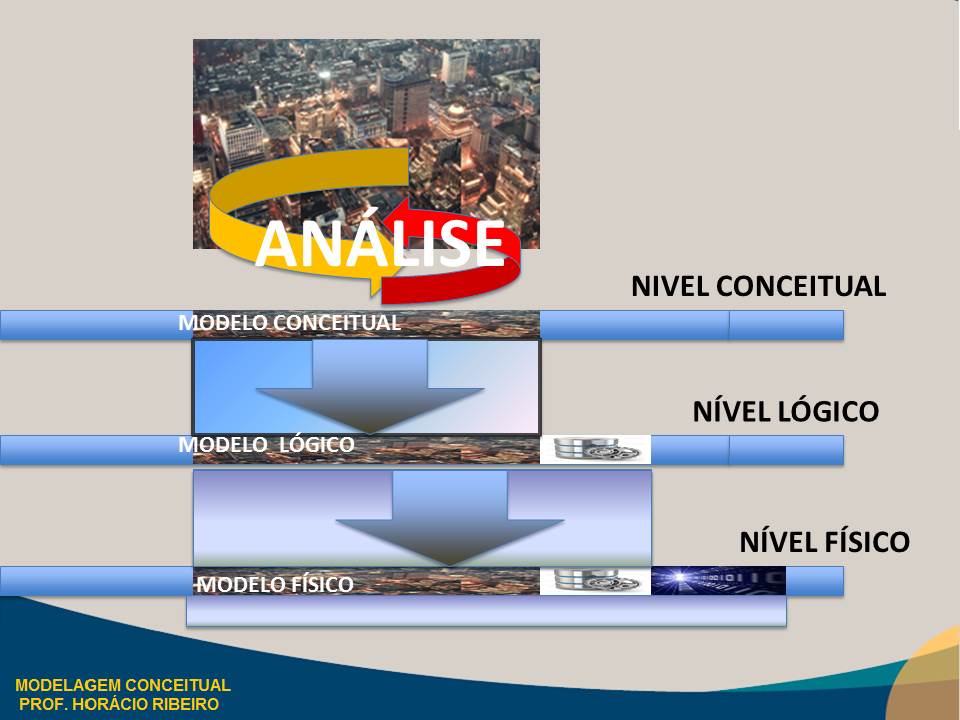 ANÁLISE
NIVEL CONCEITUAL
MODELO CONCEITUAL
NÍVEL LÓGICO
MODELO LÓGICO
NÍVEL FÍSICO
MODELO FÍSICO
MODELAGEM CONCEITUAL
PROF. HORÁCIO RIBEIRO